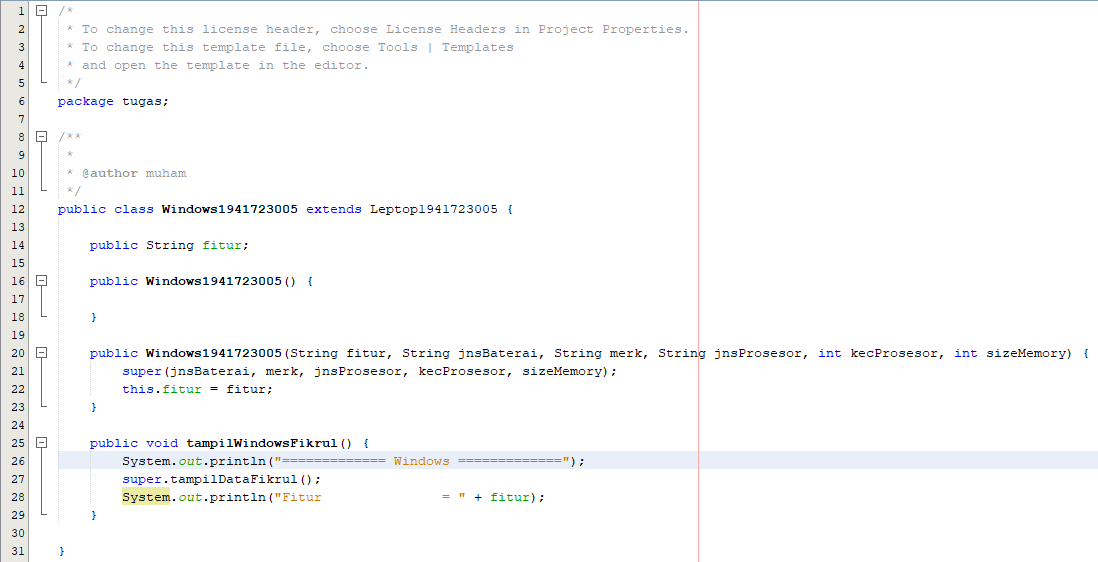 1 /*
2  * To change this license header, choose License Headers in Project Properties.
3  * To change this template file, choose Tools | Templates
4  * and open the template in the editor.
5  */
6 package tugas;
7
8 /**
9  *
10  * @author muham
11  */
12 public class Windows1941723005 extends Leptop1941723005 {
13
14     public String fitur;
15
16     public Windows1941723005() {
17
18     }
19
20     public Windows1941723005(String fitur, String jnsBaterai, String merk, String jnsProsesor, int kecProsesor, int sizeMemory) {
21         super(jnsBaterai, merk, jnsProsesor, kecProsesor, sizeMemory);
22         this.fitur = fitur;
23     }
24
25     public void tampilWindowsFikrul() {
26         System.out.println("============= Windows =============");
27         super.tampilDataFikrul();
28         System.out.println("Fitur               = " + fitur);
29     }
30
31 }